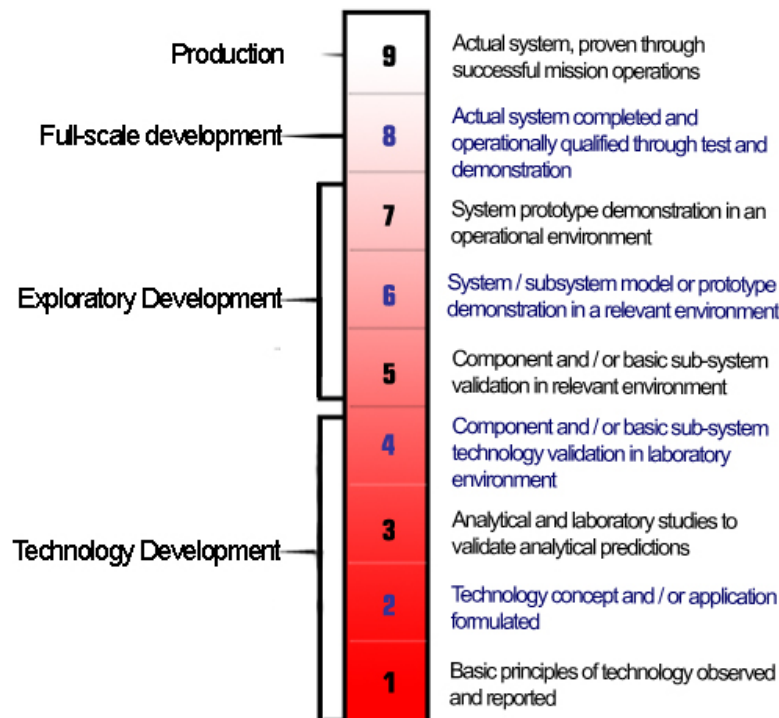 Production
9
Actual system, proven through
successful mission operations
Full-scale development
8
Actual system completed and
operationally qualified through test and
demonstration
7
System prototype demonstration in an
operational environment
Exploratory Development
6
System / subsystem model or prototype
demonstration in a relevant environment
5
Component and / or basic sub-system
validation in relevant environment
4
Component and / or basic sub-system
technology validation in laboratory
environment
Technology Development
3
Analytical and laboratory studies to
validate analytical predictions
2
Technology concept and / or application
formulated
1
Basic principles of technology observed
and reported